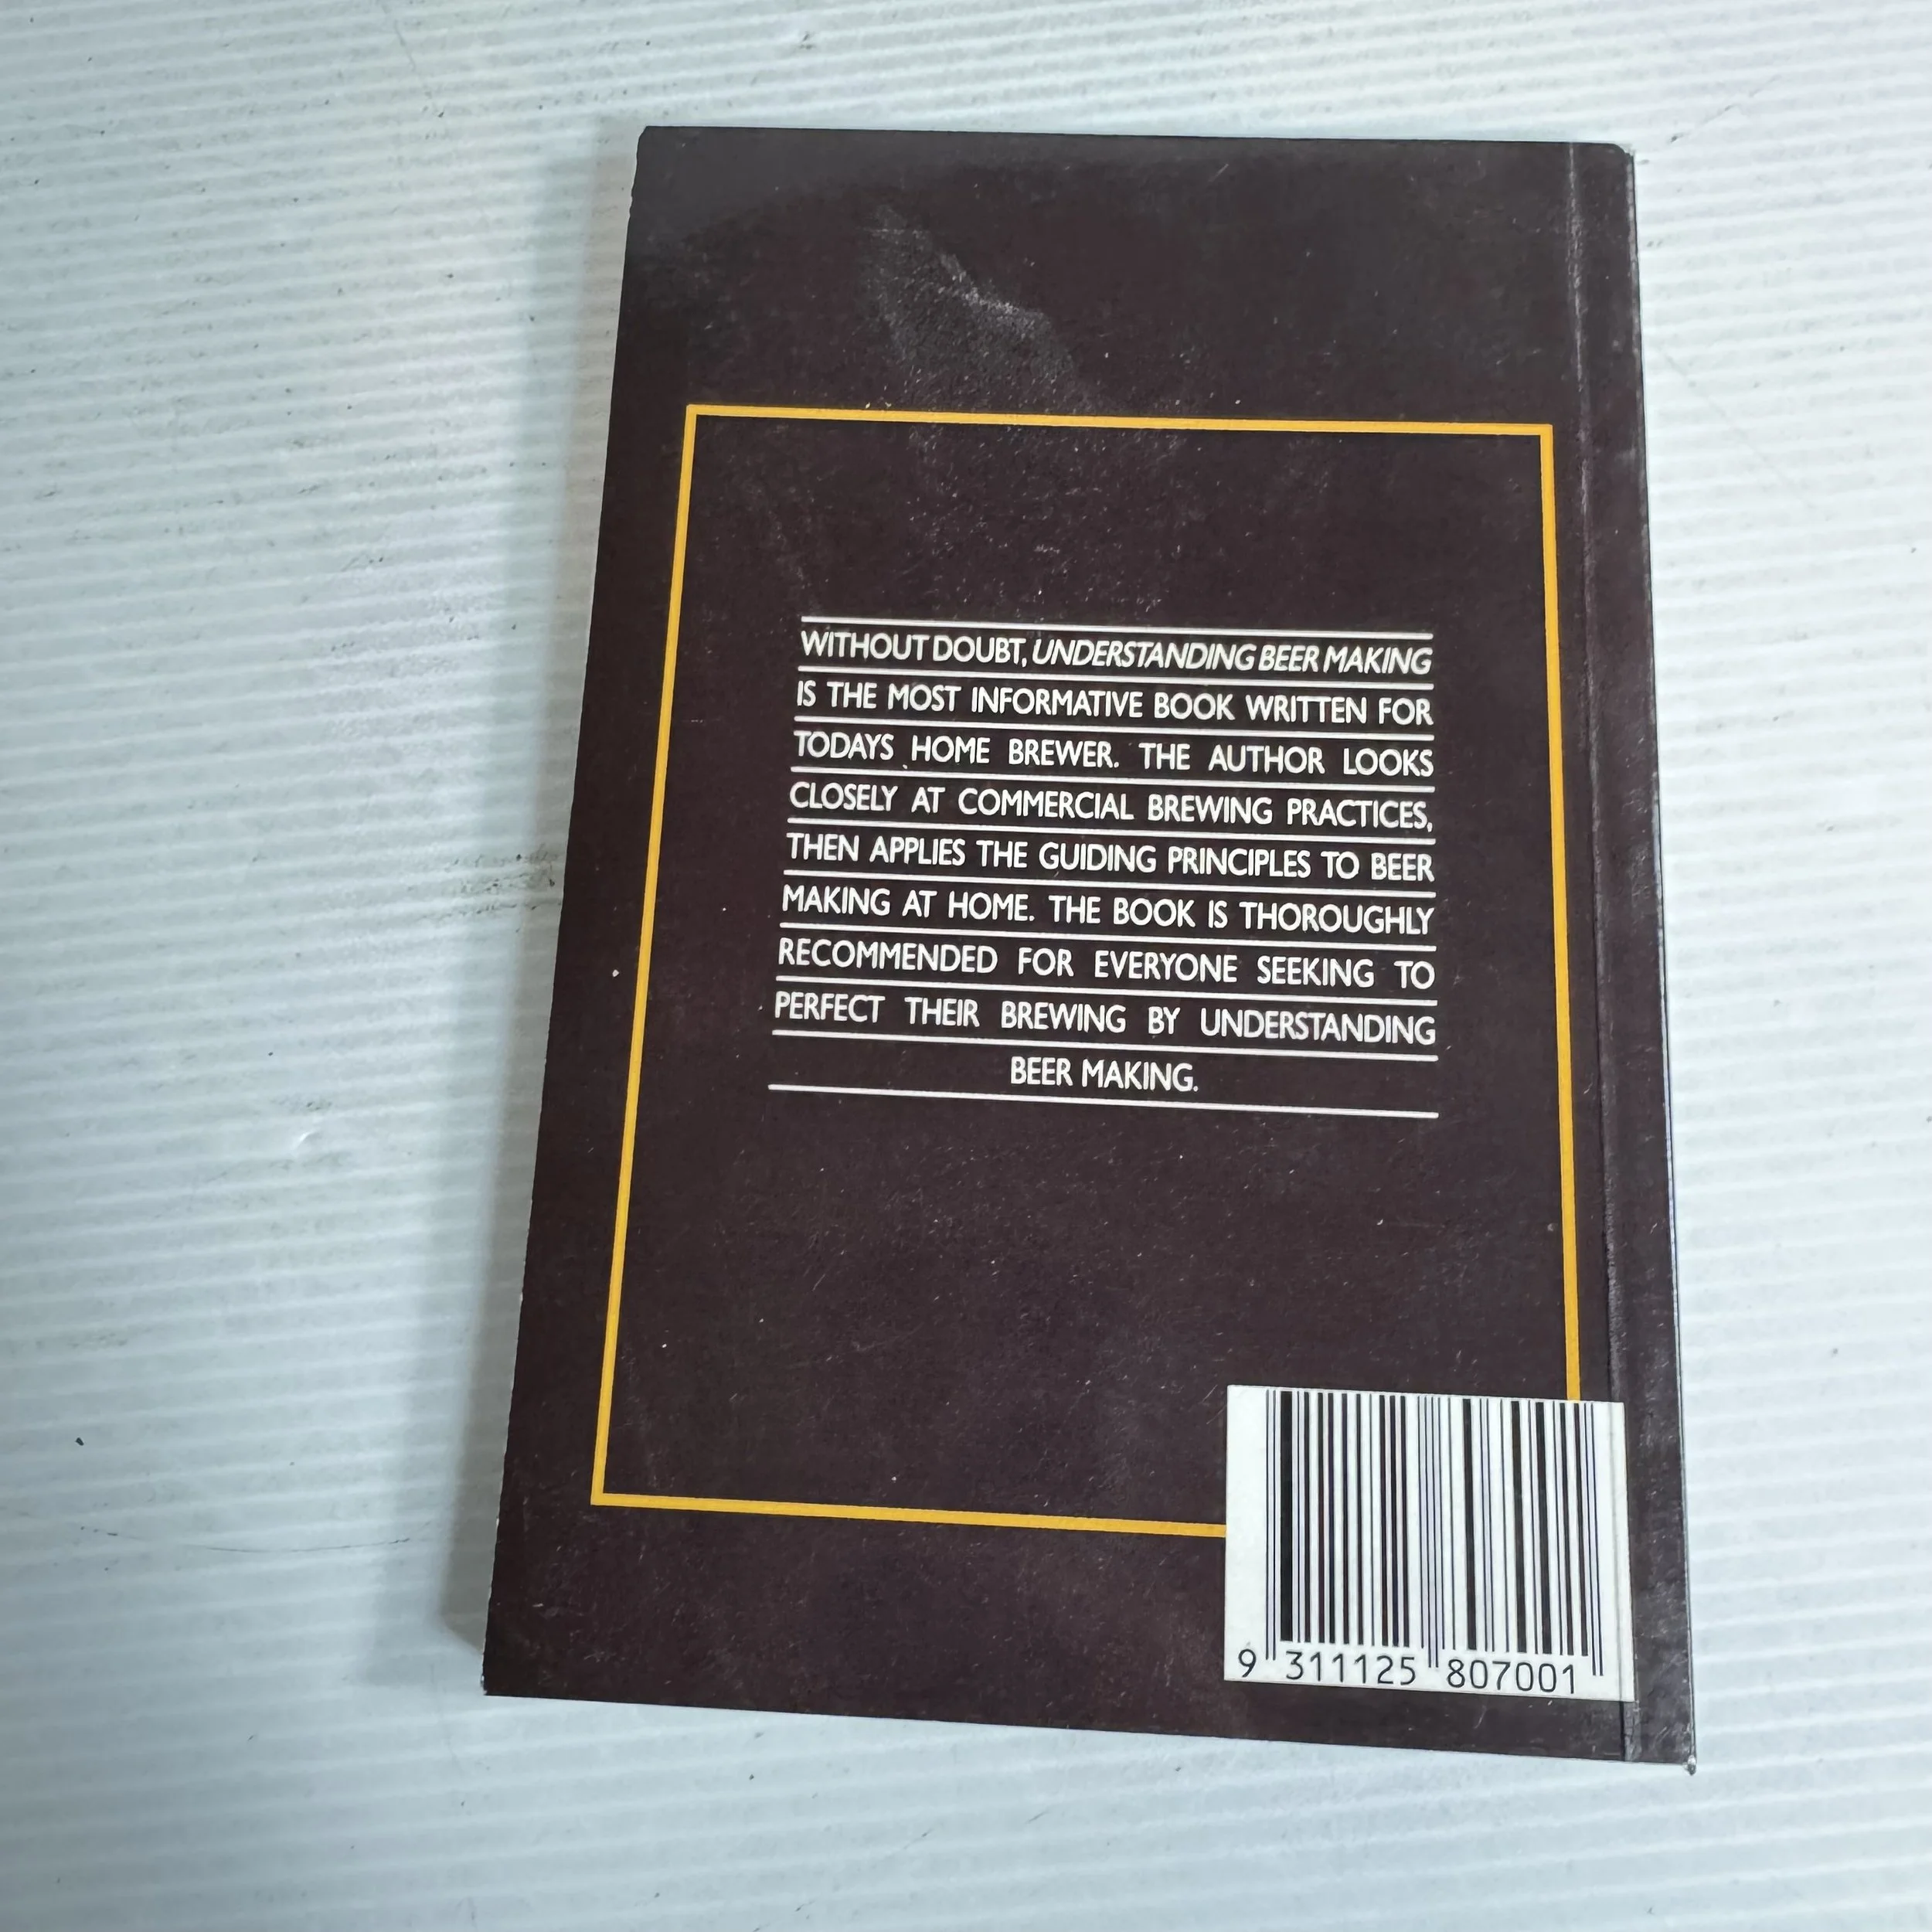 WITHOUT DOUBT, UNDERSTANDING BEER MAKING
IS THE MOST INFORMATIVE BOOK WRITTEN FOR
TODAYS HOME BREWER. THE AUTHOR LOOKS
CLOSELY AT COMMERCIAL BREWING PRACTICES,
THEN APPLIES THE GUIDING PRINCIPLES TO BEER
MAKING AT HOME. THE BOOK IS THOROUGHLY
RECOMMENDED FOR EVERYONE SEEKING TO
PERFECT THEIR BREWING BY UNDERSTANDING
BEER MAKING.
9 311125 807001